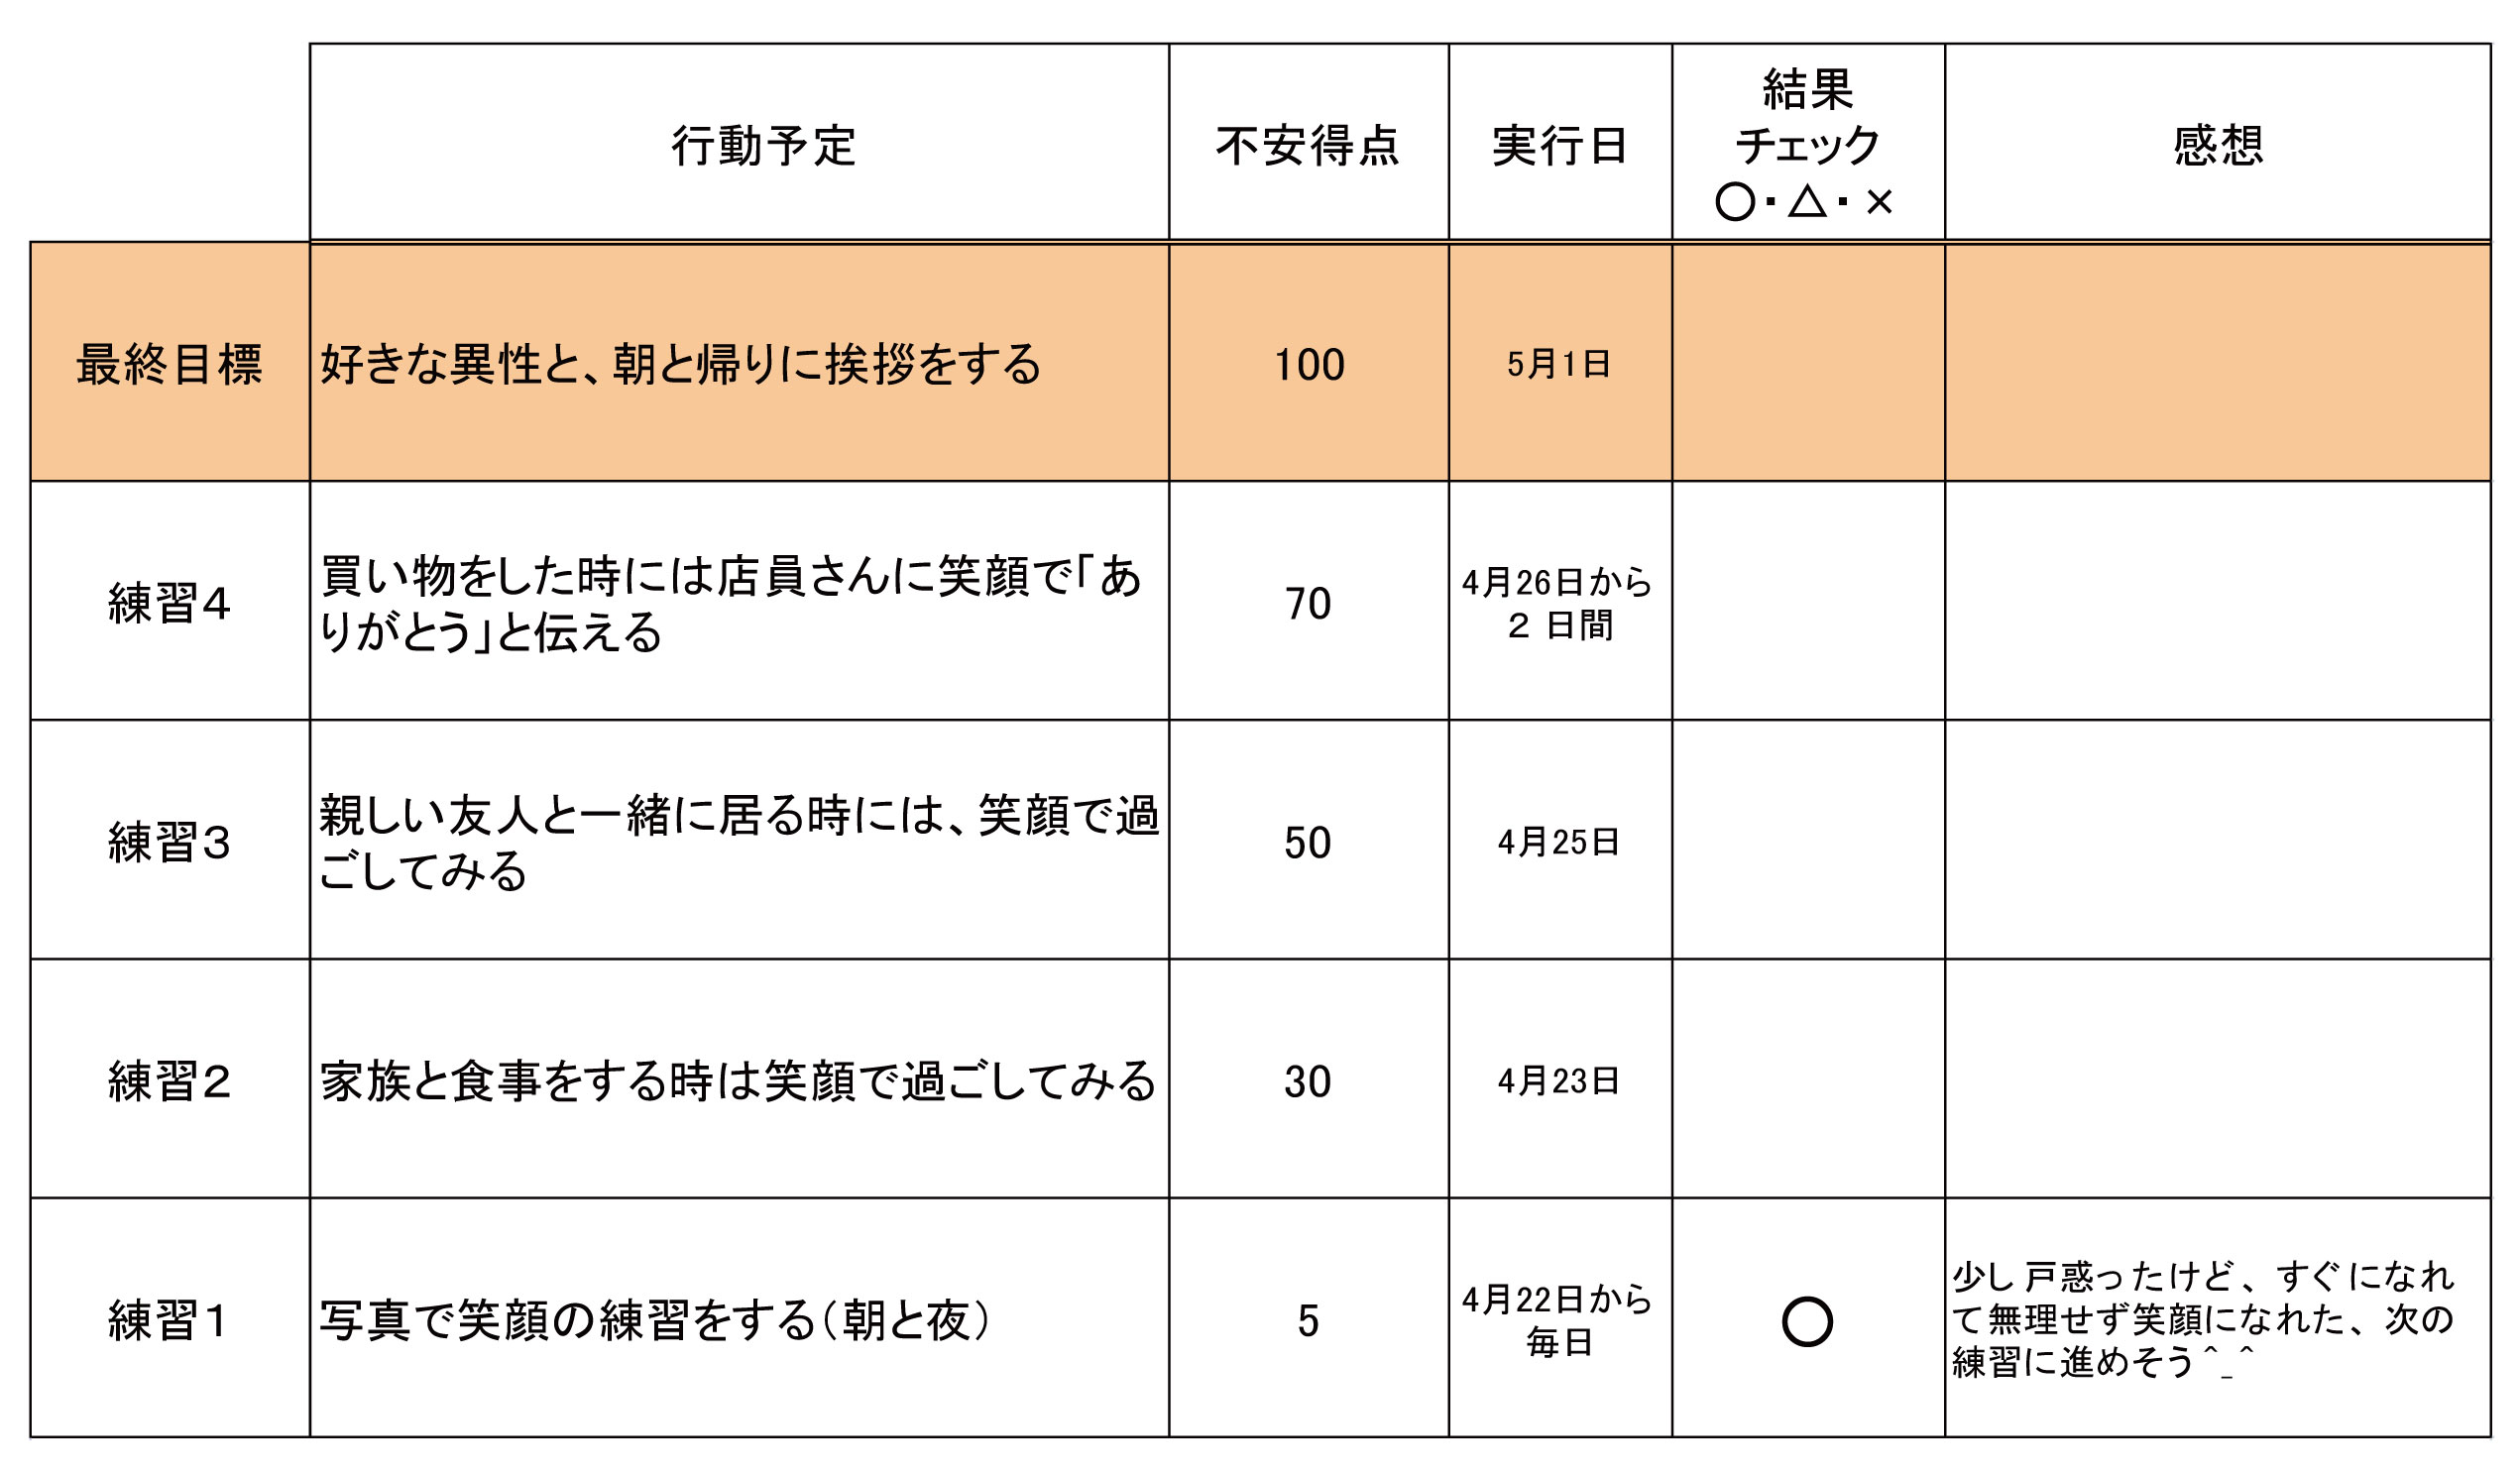 行動予定
不安得点
実行日
結果
チェック
〇・△・×
感想
最終目標
好きな異性と、朝と帰りに挨拶をする
100
5月1日
練習4
買い物をした時には店員さんに笑顔で「あ
りがとう」と伝える
70
4月26日から
２日間
練習3
親しい友人と一緒に居る時には、笑顔で過
ごしてみる
50
4月25日
練習2
家族と食事をする時は笑顔で過ごしてみる
30
4月23日
練習1
写真で笑顔の練習をする（朝と夜）
5
4月22日から
毎日
〇
少し戸惑ったけど、すぐになれ
て無理せず笑顔になれた、次の
練習に進めそう^_^